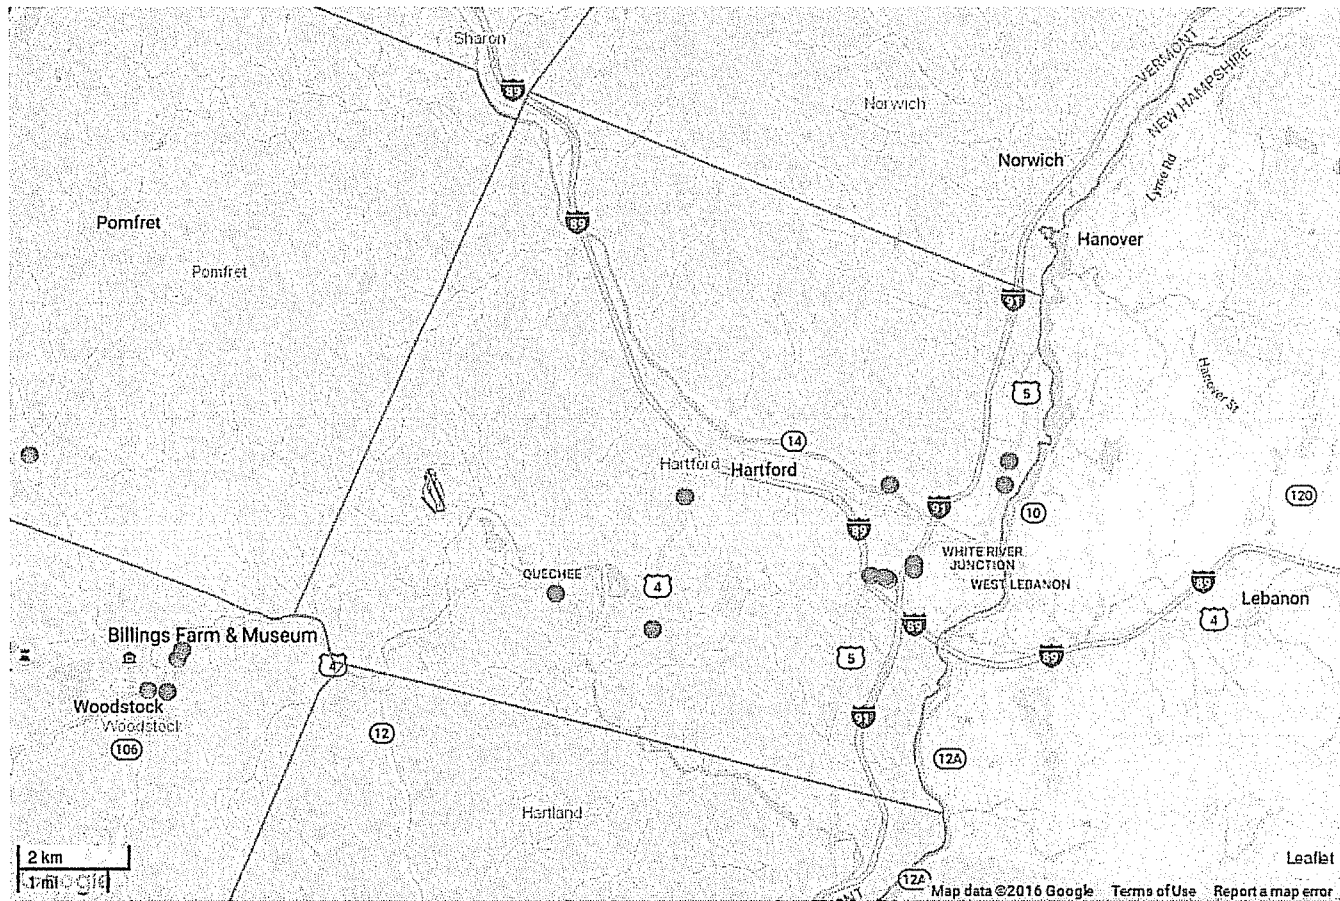 Sharon
89
VERMONT
NEW HAMPSHIRE
Norwich
Norwich
Lyme Rd
Pomfret
89
Hanover
Pomfret
91
Hanover St
5
14
Hartford
Hartford
120
91
10
89
WHITE RIVER
JUNCTION
QUECHEE
4
WEST LEBANON
89
Lebanon
4
89
Billings Farm & Museum
5
89
4
Woodstock
Woodstock
91
106
12
12A
Hartland
2 km
1 mi
Google
Leaflet
12A
Map data ©2016 Google Terms of Use Report a map error